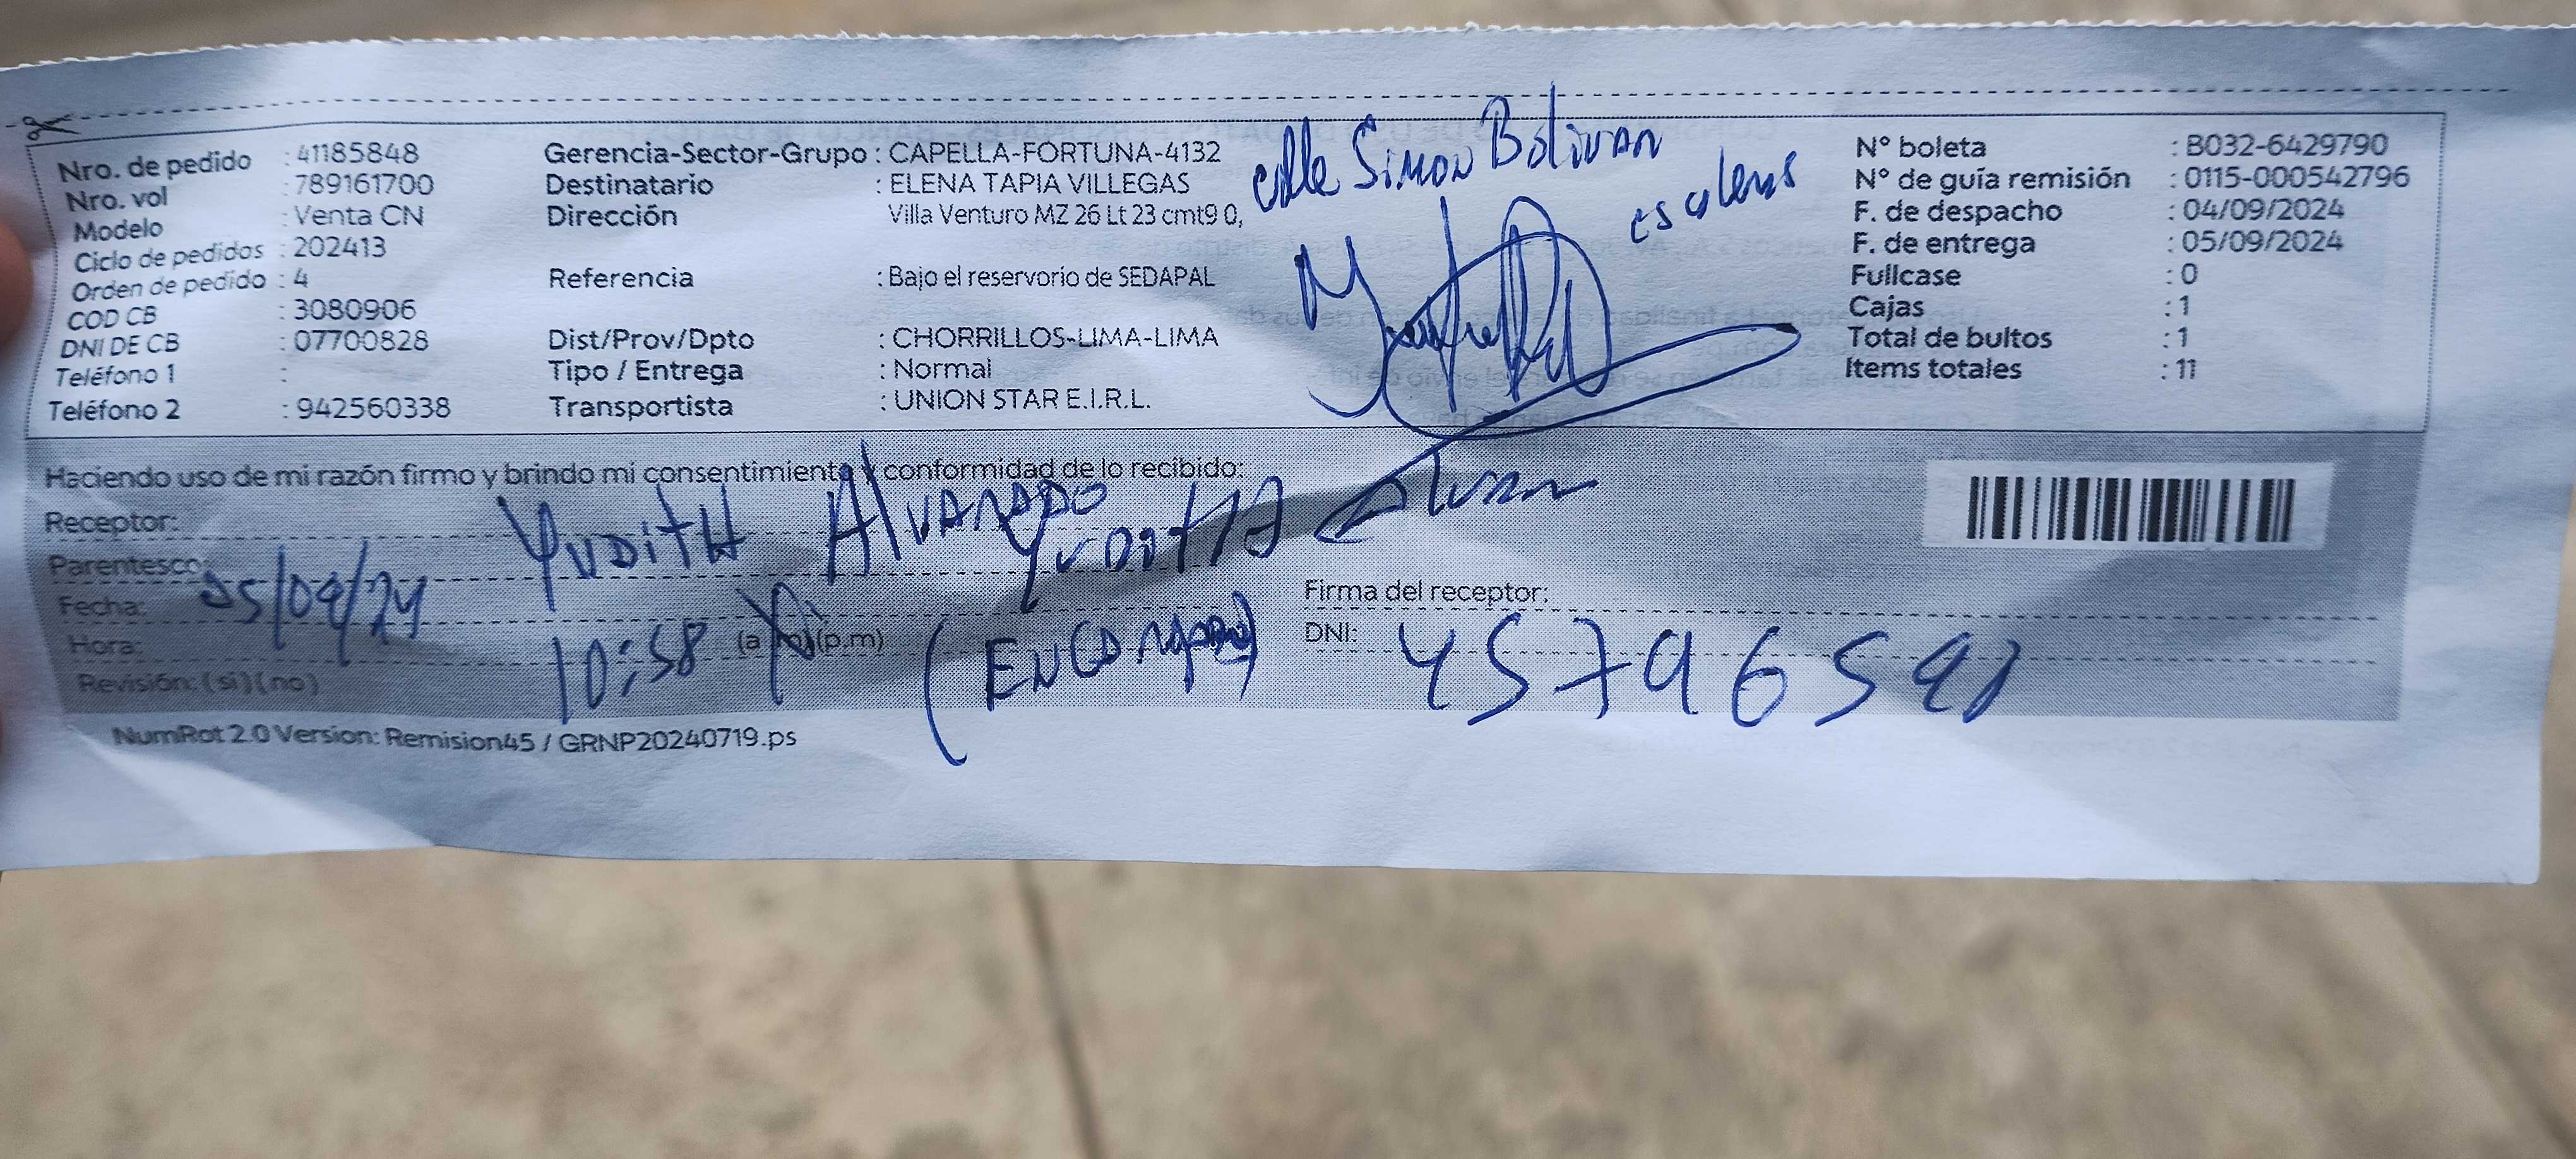 Nro. de pedido : 41185848
Nro. vol : 789161700
Modelo : Venta CN
Ciclo de pedidos : 202413
Orden de pedido : 4
COD CB : 3080906
DNI DE CB : 07700828
Teléfono 1 :
Teléfono 2 : 942560338
Gerencia-Sector-Grupo : CAPELLA-FORTUNA-4132
Destinatario : ELENA TAPIA VILLEGAS
Dirección Villa Venturo MZ 26 Lt 23 cmt9 0,
Referencia : Bajo el reservorio de SEDAPAL
Dist/Prov/Dpto : CHORRILLOS-LIMA-LIMA
Tipo / Entrega : Normal
Transportista : UNION STAR E.I.R.L.
calle Simon Bolivar
N° boleta : B032-6429790
N° de guía remisión : 0115-000542796
F. de despacho : 04/09/2024
F. de entrega : 05/09/2024
Fullcase : 0
Cajas : 1
Total de bultos : 1
Items totales : 11
Haciendo uso de mi razón firmo y brindo mi consentimiento y conformidad de lo recibido:
Receptor: YUDITH AlVARADO
Parentesco:
Fecha: 05/09/24
Hora: 10:58 (a.m)(p.m)
Revisión: (si)(no)
Firma del receptor:
DNI: 45796591
NumRot 2.0 Version: Remision45 / GRNP20240719.ps